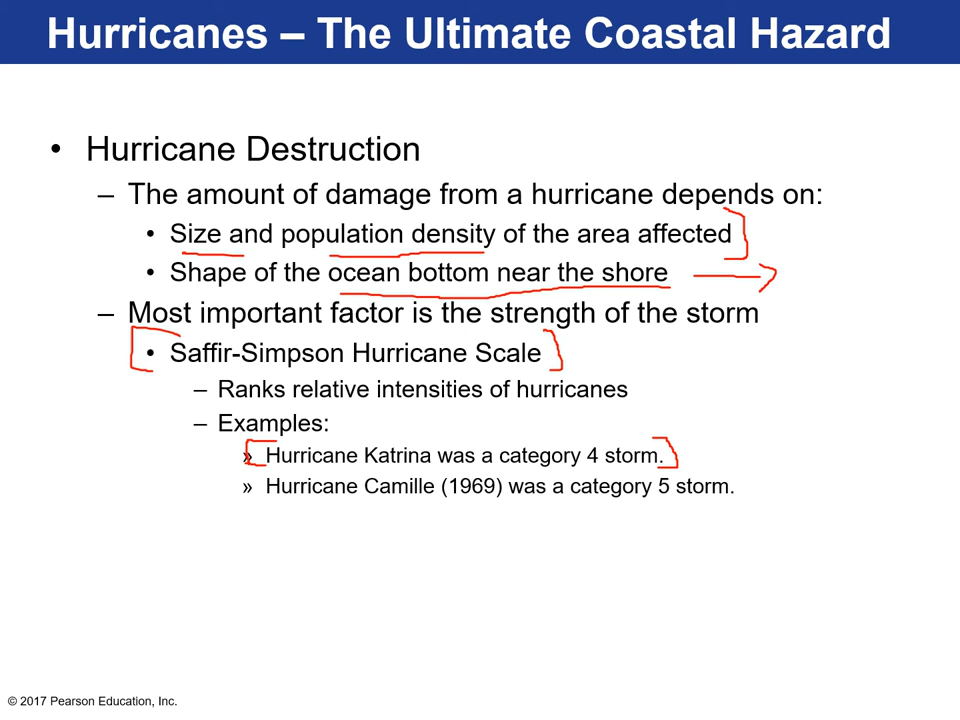 Hurricanes – The Ultimate Coastal Hazard
• Hurricane Destruction
– The amount of damage from a hurricane depends on:
• Size and population density of the area affected
• Shape of the ocean bottom near the shore
– Most important factor is the strength of the storm
• Saffir-Simpson Hurricane Scale
– Ranks relative intensities of hurricanes
– Examples:
» Hurricane Katrina was a category 4 storm.
» Hurricane Camille (1969) was a category 5 storm.
© 2017 Pearson Education, Inc.